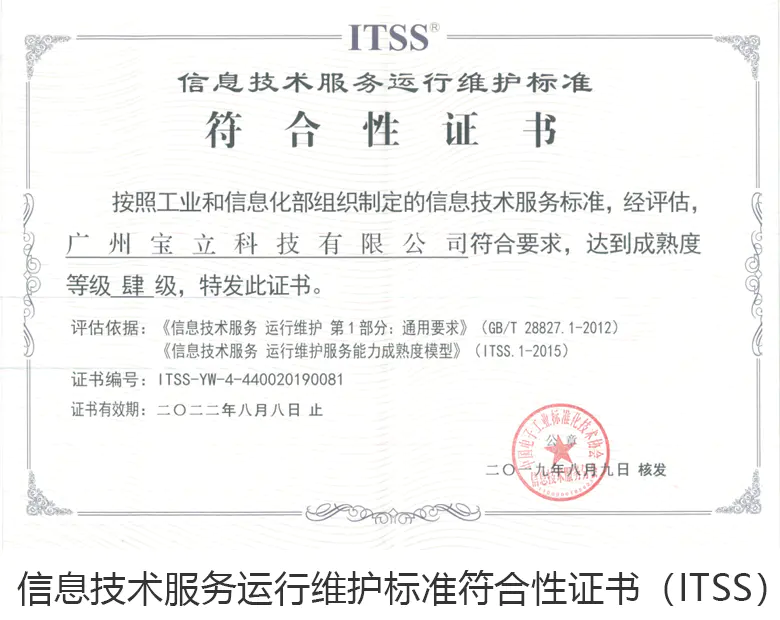 ITSS®
信息技术服务运行维护标准
符合性证书
按照工业和信息化部组织制定的信息技术服务标准，经评估，
广州宝立科技有限公司符合要求，达到成熟度
等级 肆 级，特发此证书。
评估依据：《信息技术服务 运行维护 第1部分：通用要求》（GB/T 28827.1-2012）
《信息技术服务 运行维护服务能力成熟度模型》（ITSS.1-2015）
证书编号：ITSS-YW-4-440020190081
证书有效期：二〇二二年八月八日 止
中国电子工业标准化技术协会
公章
信息技术服务分会
二〇一九年八月九日 核发
信息技术服务运行维护标准符合性证书（ITSS）